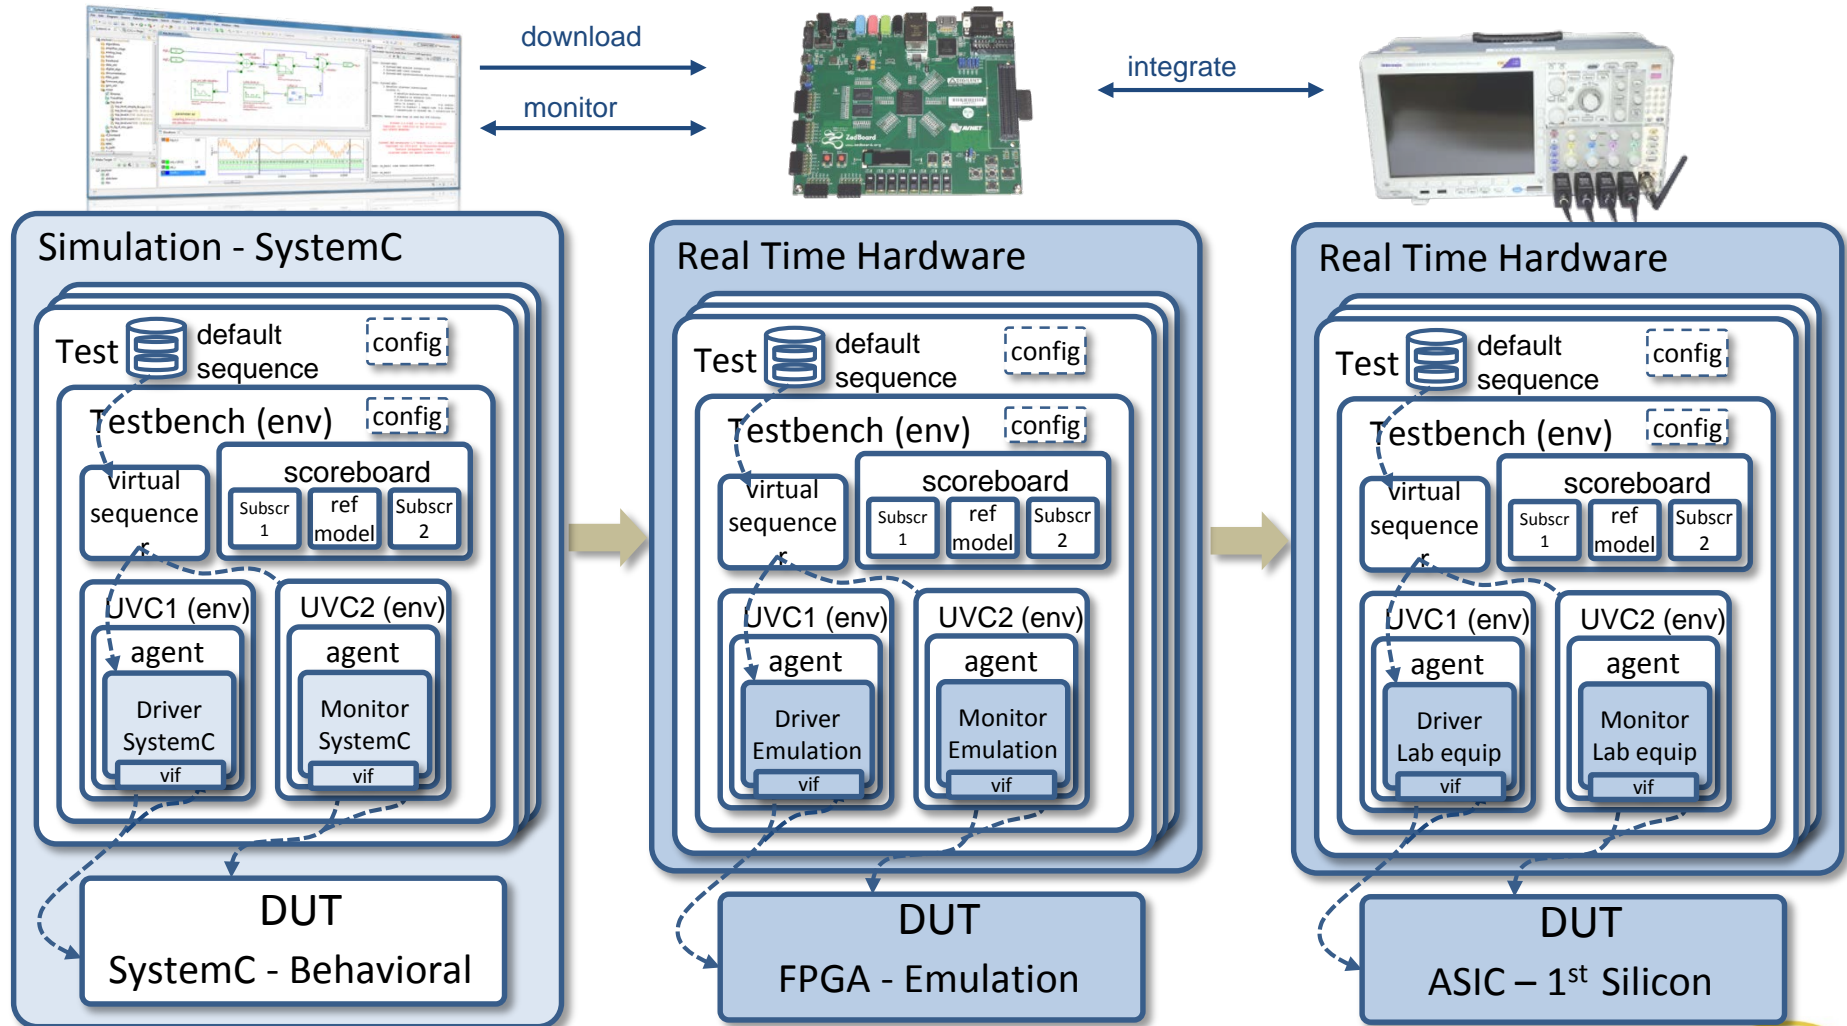 download
monitor
integrate
ZedBoard
AVNET
Simulation - SystemC
Test
default
sequence
config
Testbench (env)
config
virtual
sequence
r
scoreboard
Subscr
1
ref
model
Subscr
2
UVC1 (env)
agent
Driver
SystemC
vif
UVC2 (env)
agent
Monitor
SystemC
vif
DUT
SystemC - Behavioral
Real Time Hardware
Test
default
sequence
config
Testbench (env)
config
virtual
sequence
r
scoreboard
Subscr
1
ref
model
Subscr
2
UVC1 (env)
agent
Driver
Emulation
vif
UVC2 (env)
agent
Monitor
Emulation
vif
DUT
FPGA - Emulation
Real Time Hardware
Test
default
sequence
config
Testbench (env)
config
virtual
sequence
r
scoreboard
Subscr
1
ref
model
Subscr
2
UVC1 (env)
agent
Driver
Lab equip
vif
UVC2 (env)
agent
Monitor
Lab equip
vif
DUT
ASIC – 1st Silicon